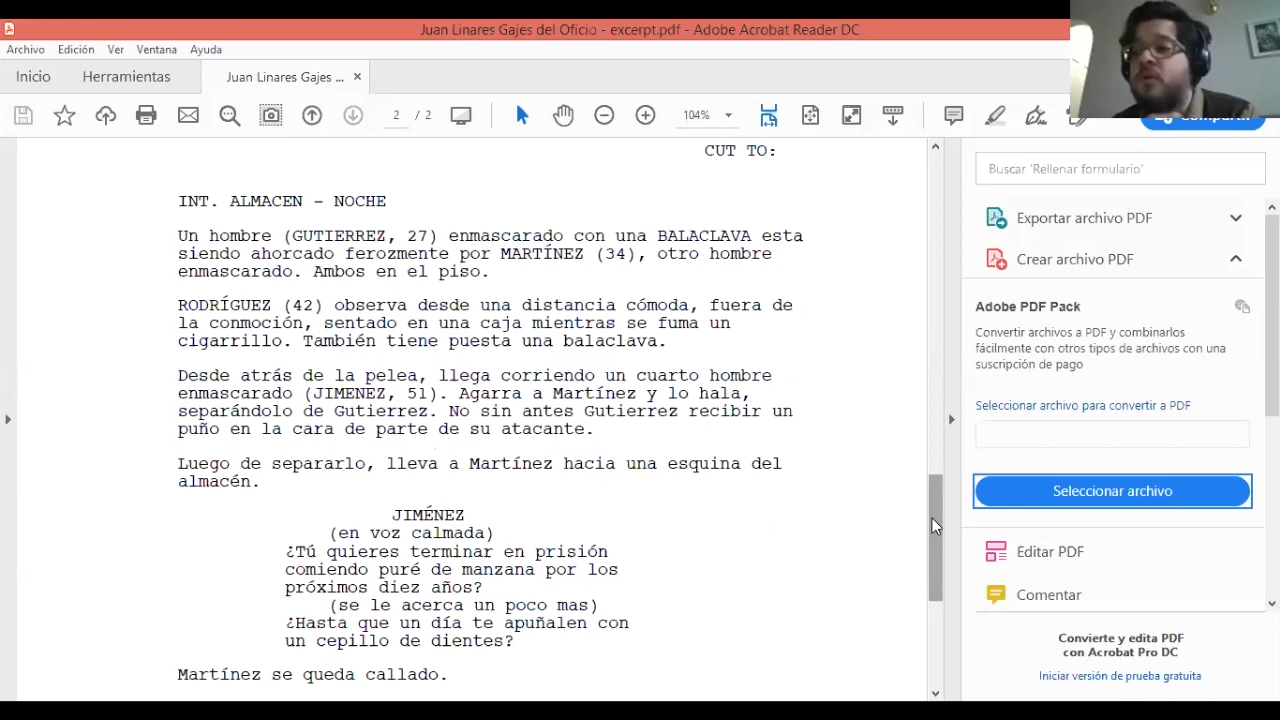 Juan Linares Gajes del Oficio - excerpt.pdf - Adobe Acrobat Reader DC
Archivo Edición Ver Ventana Ayuda
Inicio Herramientas Juan Linares Gajes ... ×
2 / 2 104%
CUT TO:
INT. ALMACEN – NOCHE
Un hombre (GUTIERREZ, 27) enmascarado con una BALACLAVA esta
siendo ahorcado ferozmente por MARTÍNEZ (34), otro hombre
enmascarado. Ambos en el piso.
RODRÍGUEZ (42) observa desde una distancia cómoda, fuera de
la conmoción, sentado en una caja mientras se fuma un
cigarrillo. También tiene puesta una balaclava.
Desde atrás de la pelea, llega corriendo un cuarto hombre
enmascarado (JIMENEZ, 51). Agarra a Martínez y lo hala,
separándolo de Gutierrez. No sin antes Gutierrez recibir un
puño en la cara de parte de su atacante.
Luego de separarlo, lleva a Martínez hacia una esquina del
almacén.
JIMÉNEZ
(en voz calmada)
¿Tú quieres terminar en prisión
comiendo puré de manzana por los
próximos diez años?
(se le acerca un poco mas)
¿Hasta que un día te apuñalen con
un cepillo de dientes?
Martínez se queda callado.
Buscar 'Rellenar formulario'
Exportar archivo PDF
Crear archivo PDF
Adobe PDF Pack
Convertir archivos a PDF y combinarlos
fácilmente con otros tipos de archivos con una
suscripción de pago
Seleccionar archivo para convertir a PDF
Seleccionar archivo
Editar PDF
Comentar
Convierte y edita PDF
con Acrobat Pro DC
Iniciar versión de prueba gratuita